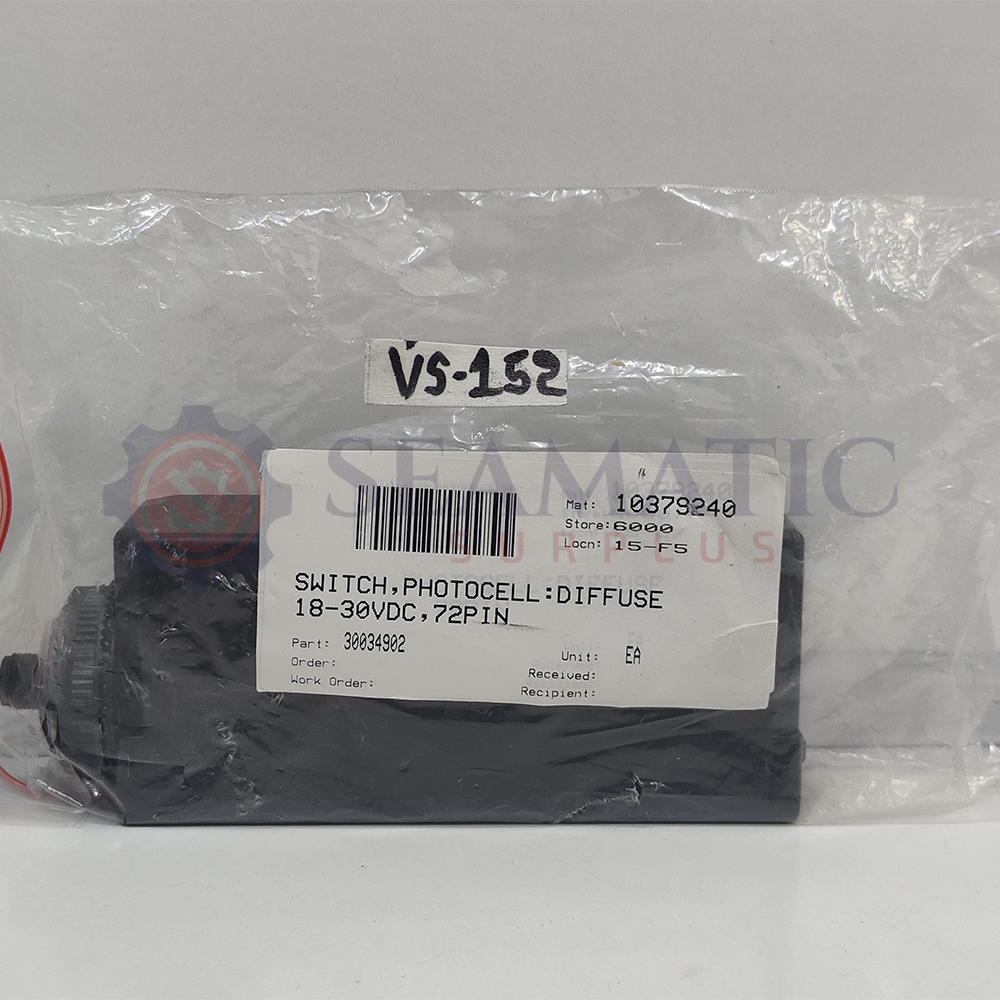 VS-152
SEAMATIC
SURPLUS
Mat: 10379240
Store: 6000
Locn: 15-F5
SWITCH,PHOTOCELL:DIFFUSE
18-30VDC,72PIN
Part: 30034902
Order:
Work Order:
Unit: EA
Received:
Recipient: